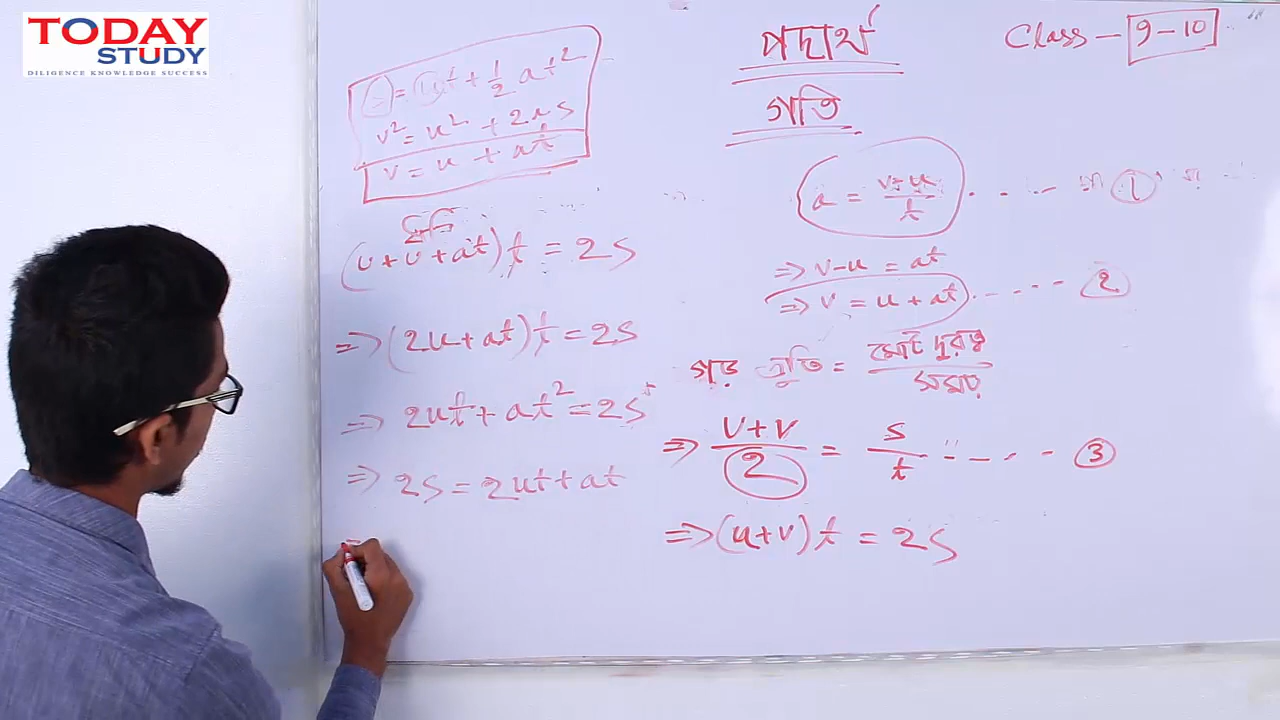 TODAY
STUDY
DILIGENCE KNOWLEDGE SUCCESS
পদার্থ
গতি
Class – 9-10
s = ut + 1/2 at²
v² = u² + 2as
v = u + at
(u+u+at)t = 2s
⇒ (2u+at)t = 2s
⇒ 2ut + at² = 2s
⇒ 2s = 2ut + at
a = v-u/t ..... 1
⇒ v-u = at
⇒ v = u + at ..... 2
গড় দ্রুতি = মোট দূরত্ব/সময়
⇒ v+v/2 = s/t ..... 3
⇒ (u+v)t = 2s